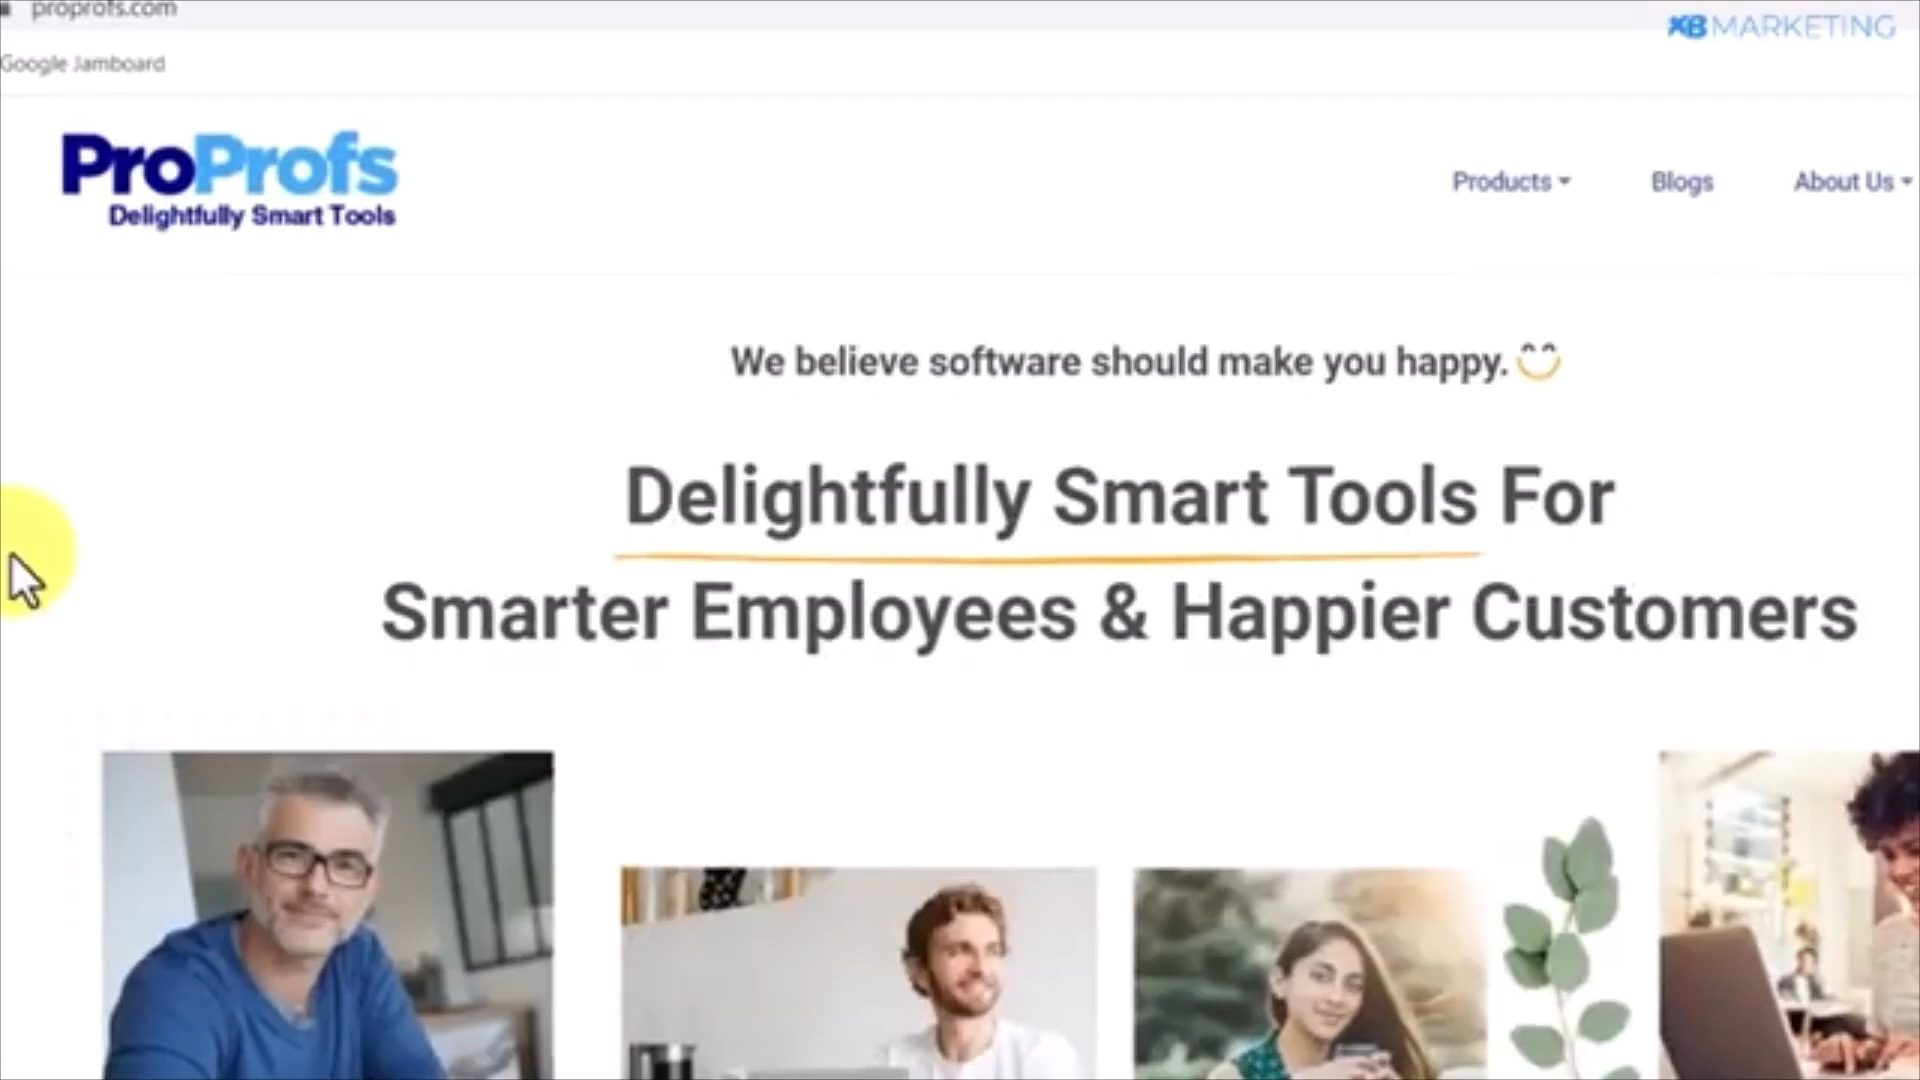 proprofs.com
XB MARKETING
Google Jamboard
ProProfs
Delightfully Smart Tools
Products
Blogs
About Us
We believe software should make you happy.
Delightfully Smart Tools For
Smarter Employees & Happier Customers